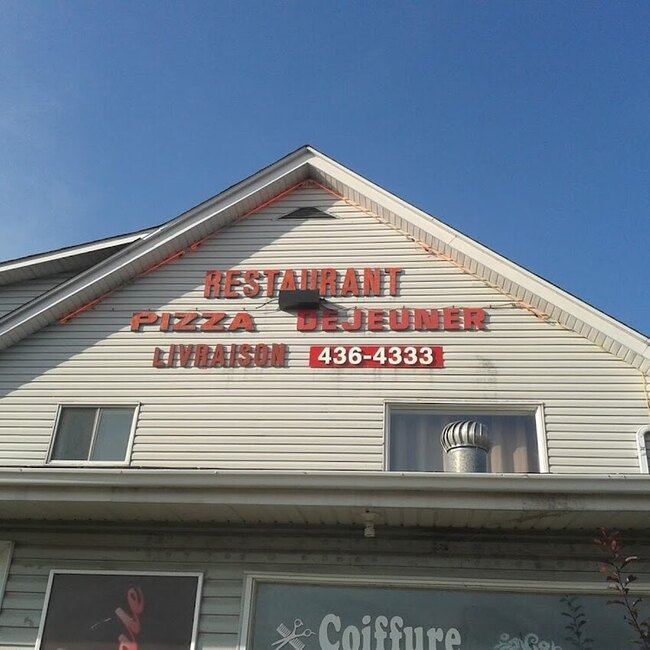 RESTAURANT
PIZZA DEJEUNER
LIVRAISON 436-4333
Coiffure